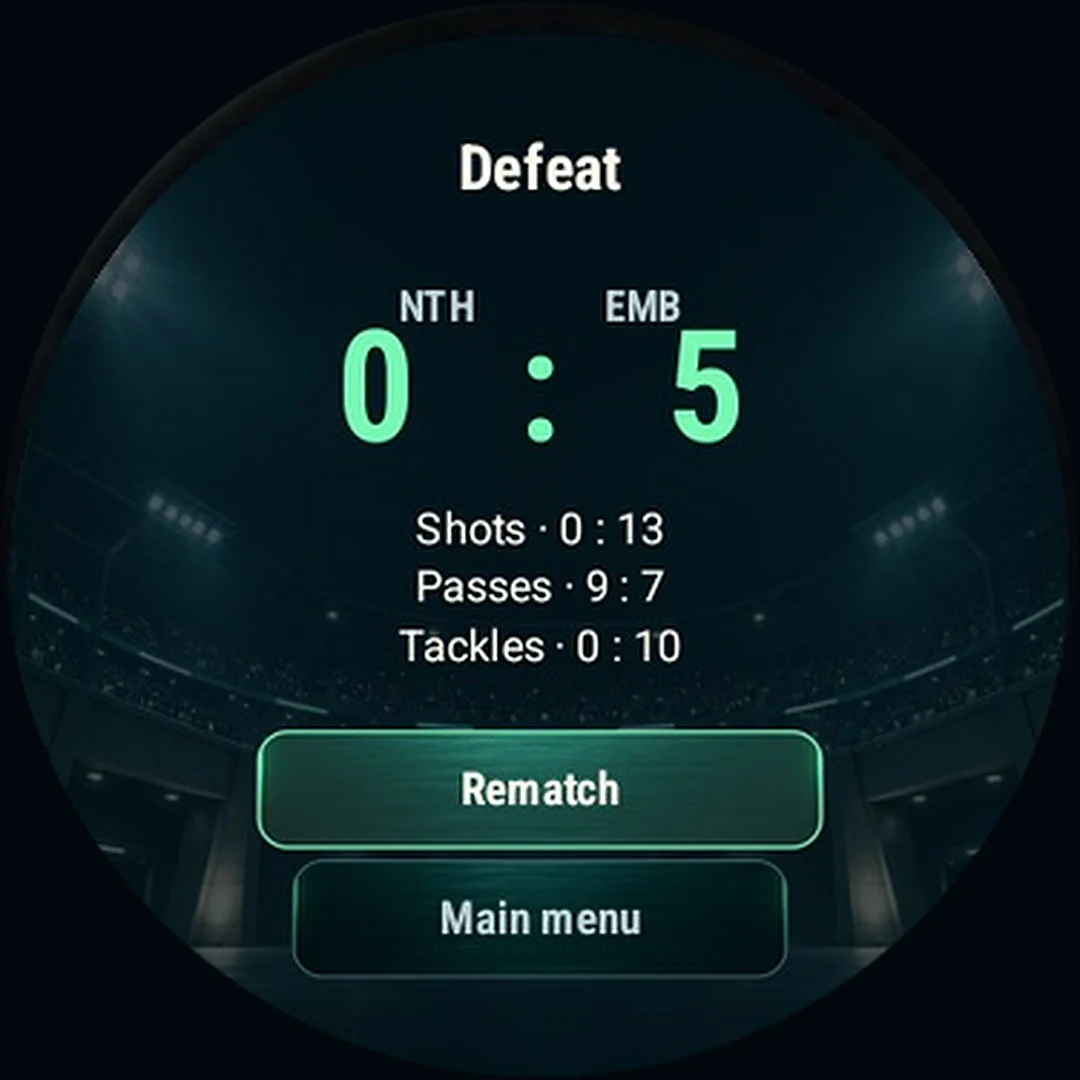 Defeat
NTH EMB
0 : 5
Shots · 0 : 13
Passes · 9 : 7
Tackles · 0 : 10
Rematch
Main menu